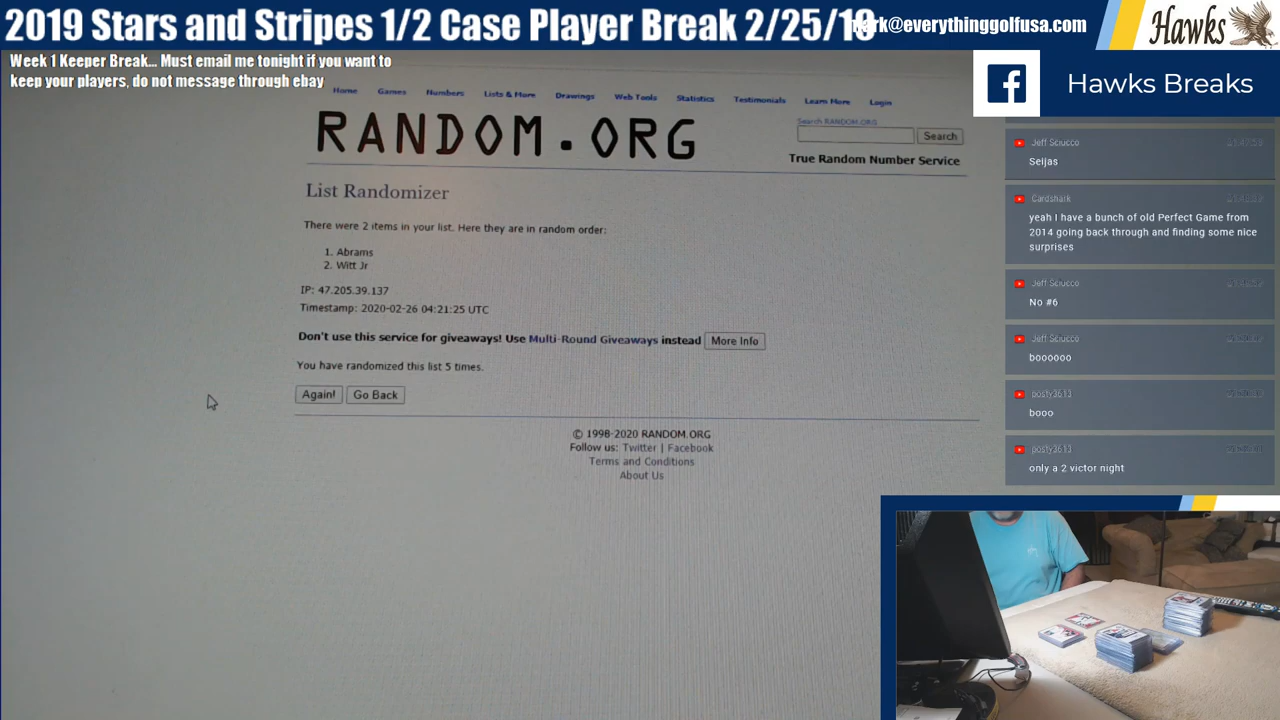 2019 Stars and Stripes 1/2 Case Player Break 2/25/19
@everythinggolfusa.com
Hawks
Week 1 Keeper Break... Must email me tonight if you want to
keep your players, do not message through ebay
Hawks Breaks
Home Games Numbers Lists & More Drawings Web Tools Statistics Testimonials Learn More Login
RANDOM.ORG
Search RANDOM.ORG
Search
True Random Number Service
List Randomizer
There were 2 items in your list. Here they are in random order:
1. Abrams
2. Witt Jr
IP: 47.205.39.137
Timestamp: 2020-02-26 04:21:25 UTC
Don't use this service for giveaways! Use Multi-Round Giveaways instead More Info
You have randomized this list 5 times.
Again! Go Back
© 1998-2020 RANDOM.ORG
Follow us: Twitter | Facebook
Terms and Conditions
About Us
Jeff Sciucco
Seijas
Cardshark
yeah I have a bunch of old Perfect Game from
2014 going back through and finding some nice
surprises
Jeff Sciucco
No #6
Jeff Sciucco
boooooo
posty3613
booo
posty3613
only a 2 victor night